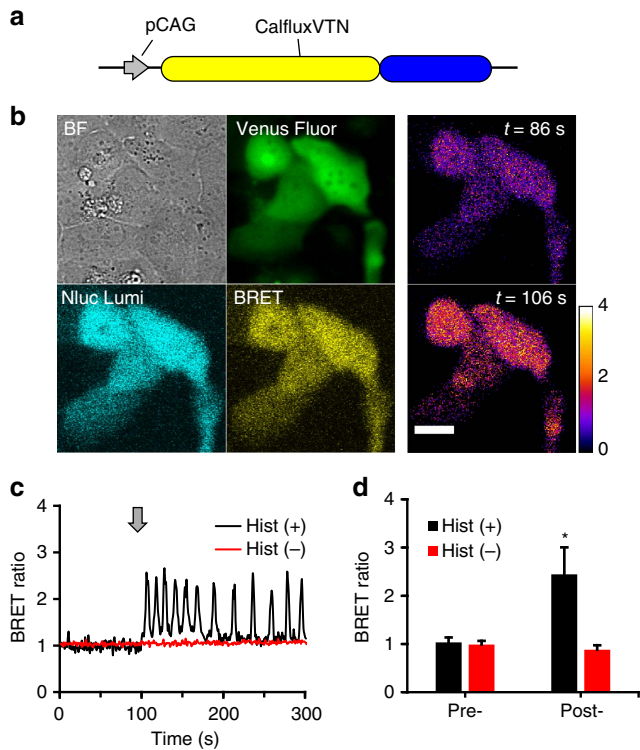 a
pCAG
CalfluxVTN
b
BF
Venus Fluor
t = 86 s
Nluc Lumi
BRET
t = 106 s
4
2
0
c
d
4
3
2
1
0
BRET ratio
Hist (+)
Hist (–)
0
100
200
300
Time (s)
4
3
2
1
0
BRET ratio
Hist (+)
Hist (–)
*
Pre-
Post-